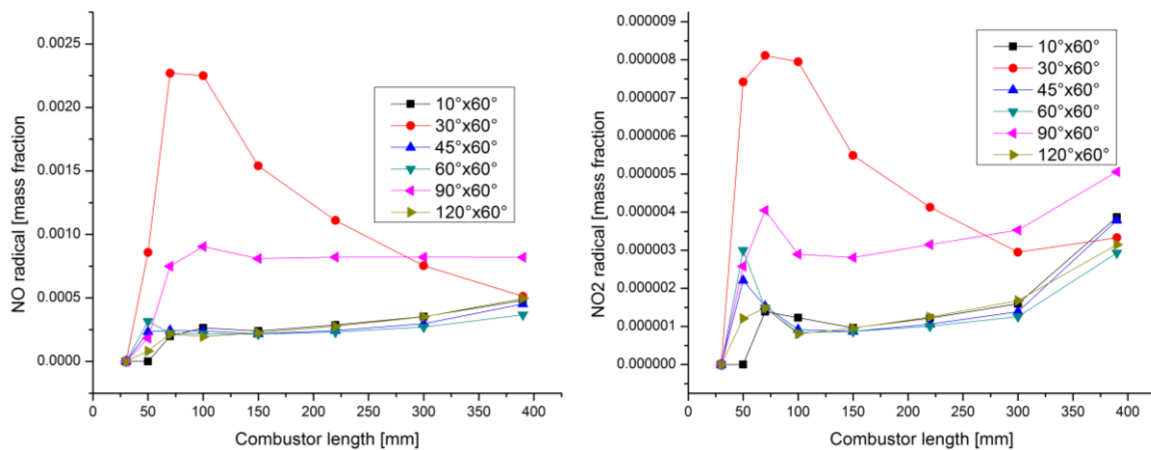 NO radical [mass fraction]
0.0025
0.0020
0.0015
0.0010
0.0005
0.0000
0
50
100
150
200
250
300
350
400
Combustor length [mm]
10°x60°
30°x60°
45°x60°
60°x60°
90°x60°
120°x60°
NO2 radical [mass fraction]
0.000009
0.000008
0.000007
0.000006
0.000005
0.000004
0.000003
0.000002
0.000001
0.000000
0
50
100
150
200
250
300
350
400
Combustor length [mm]
10°x60°
30°x60°
45°x60°
60°x60°
90°x60°
120°x60°